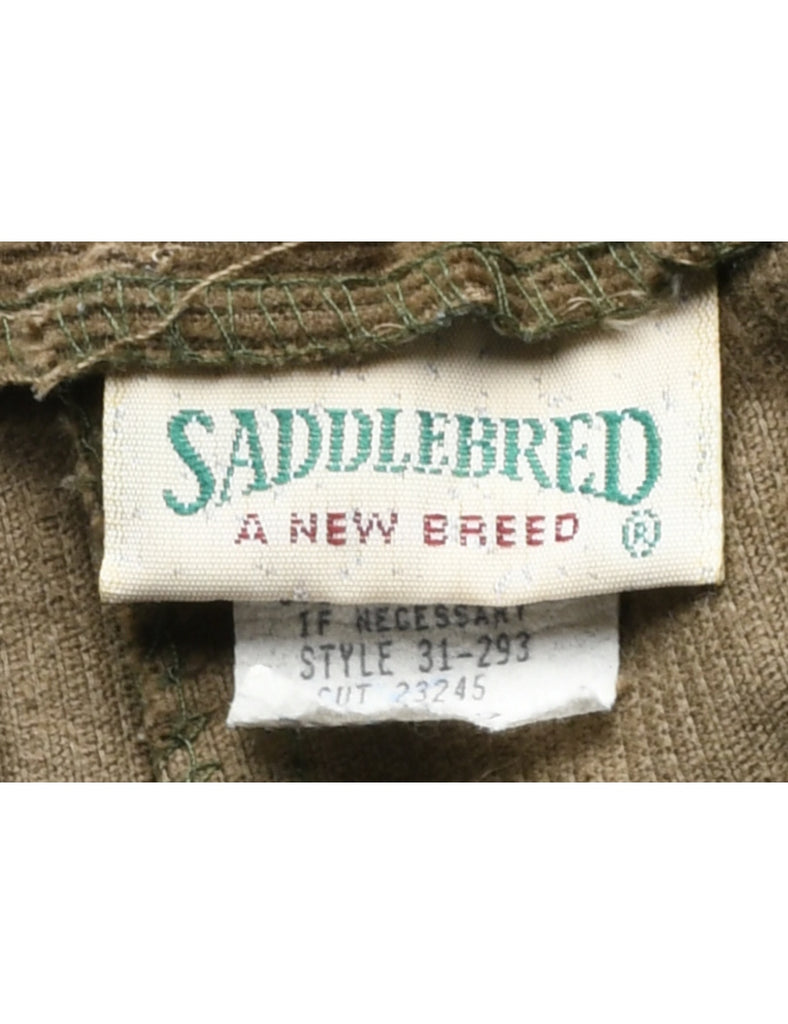 SADDLEBRED
A NEW BREED ®
IF NECESSARY
STYLE 31-293
CUT 23245